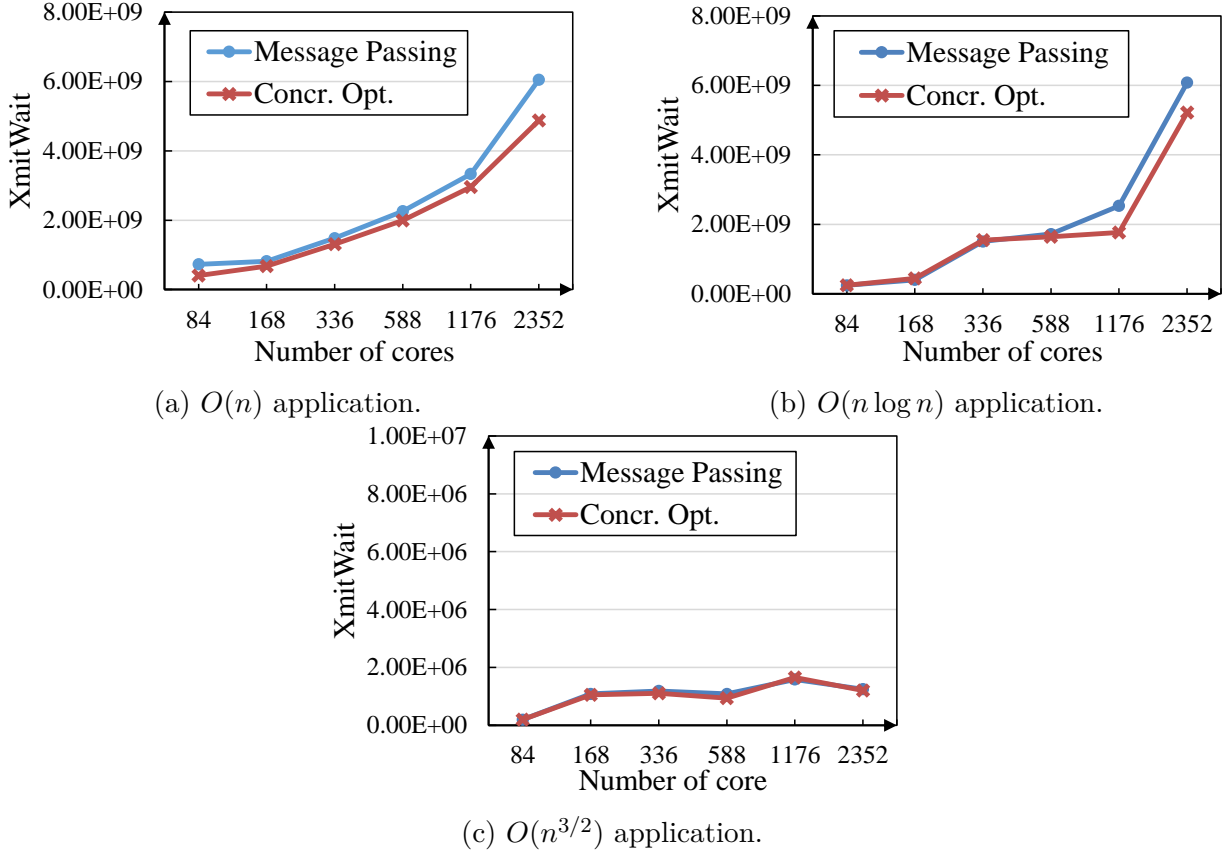 8.00E+09
6.00E+09
4.00E+09
2.00E+09
0.00E+00
XmitWait
Message Passing
Concr. Opt.
84 168 336 588 1176 2352
Number of cores
(a) O(n) application.
8.00E+09
6.00E+09
4.00E+09
2.00E+09
0.00E+00
XmitWait
Message Passing
Concr. Opt.
84 168 336 588 1176 2352
Number of cores
(b) O(n log n) application.
1.00E+07
8.00E+06
6.00E+06
4.00E+06
2.00E+06
0.00E+00
XmitWait
Message Passing
Concr. Opt.
84 168 336 588 1176 2352
Number of core
(c) O(n^{3/2}) application.